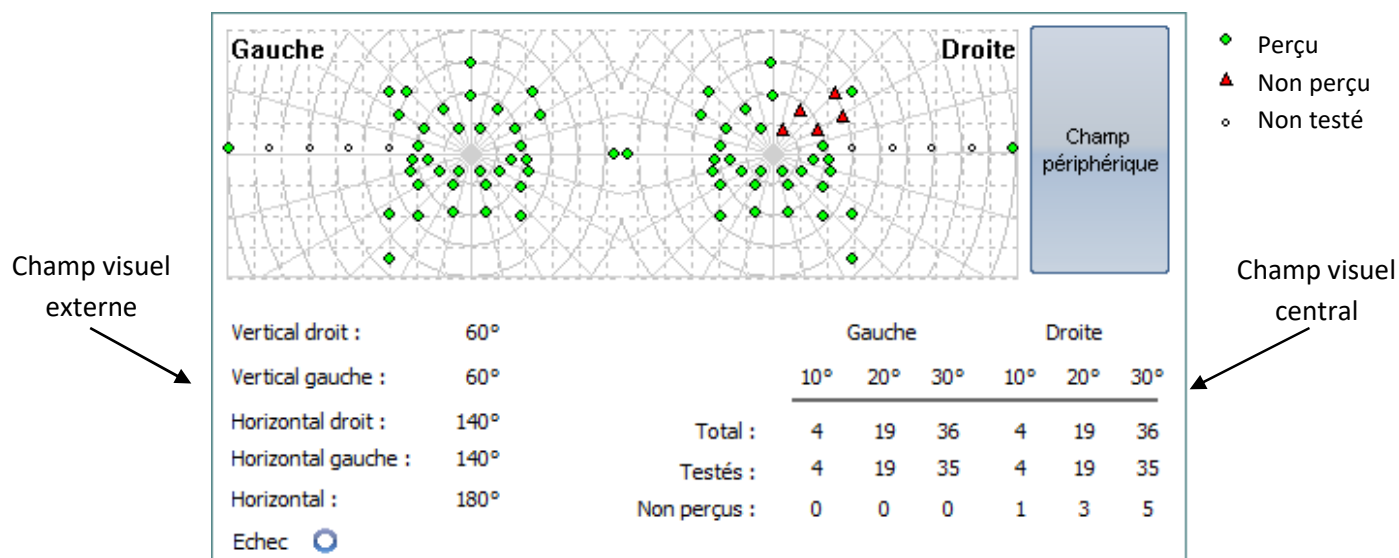 Gauche Droite
Champ
périphérique
Perçu
Non perçu
Non testé
Champ visuel
externe
Champ visuel
central
Vertical droit : 60°
Vertical gauche : 60°
Horizontal droit : 140°
Horizontal gauche : 140°
Horizontal : 180°
Echec
Gauche Droite
10° 20° 30° 10° 20° 30°
Total : 4 19 36 4 19 36
Testés : 4 19 35 4 19 35
Non perçus : 0 0 0 1 3 5